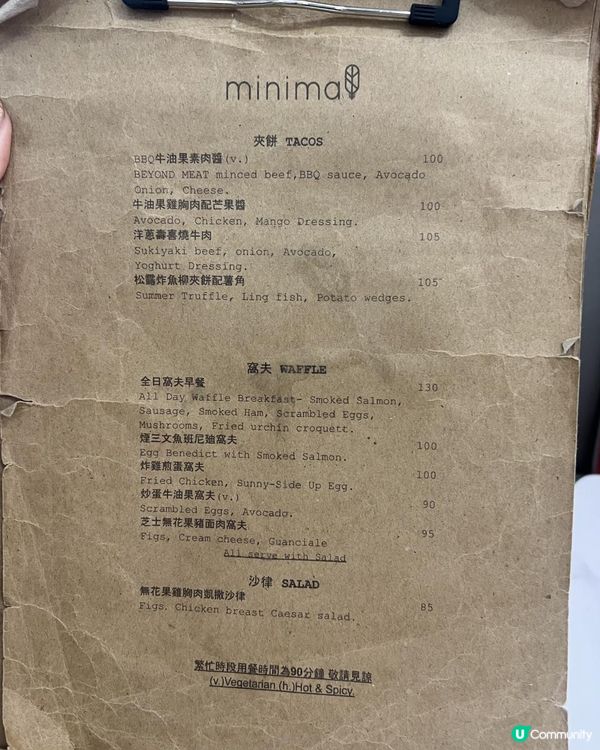 minimal
夾餅 TACOS
BBQ牛油果素肉醬(v.) 100
BEYOND MEAT minced beef,BBQ sauce, Avocado
Onion, Cheese.
牛油果雞胸肉配芒果醬 100
Avocado, Chicken, Mango Dressing.
洋蔥壽喜燒牛肉 105
Sukiyaki beef, onion, Avocado,
Yoghurt Dressing.
松露炸魚柳夾餅配薯角 105
Summer Truffle, Ling fish, Potato wedges.
窩夫 WAFFLE
全日窩夫早餐 130
All Day Waffle Breakfast- Smoked Salmon,
Sausage, Smoked Ham, Scrambled Eggs,
Mushrooms, Fried urchin croquett.
煙三文魚班尼廸窩夫 100
Egg Benedict with Smoked Salmon.
炸雞煎蛋窩夫 100
Fried Chicken, Sunny-Side Up Egg.
炒蛋牛油果窩夫(v.) 90
Scrambled Eggs, Avocado.
芝士無花果豬面肉窩夫 95
Figs, Cream cheese, Guanciale
All serve with Salad
沙律 SALAD
無花果雞胸肉凱撒沙律 85
Figs. Chicken breast Caesar salad.
繁忙時段用餐時間為90分鐘 敬請見諒
(v.)Vegetarian (h.)Hot & Spicy.
U Community